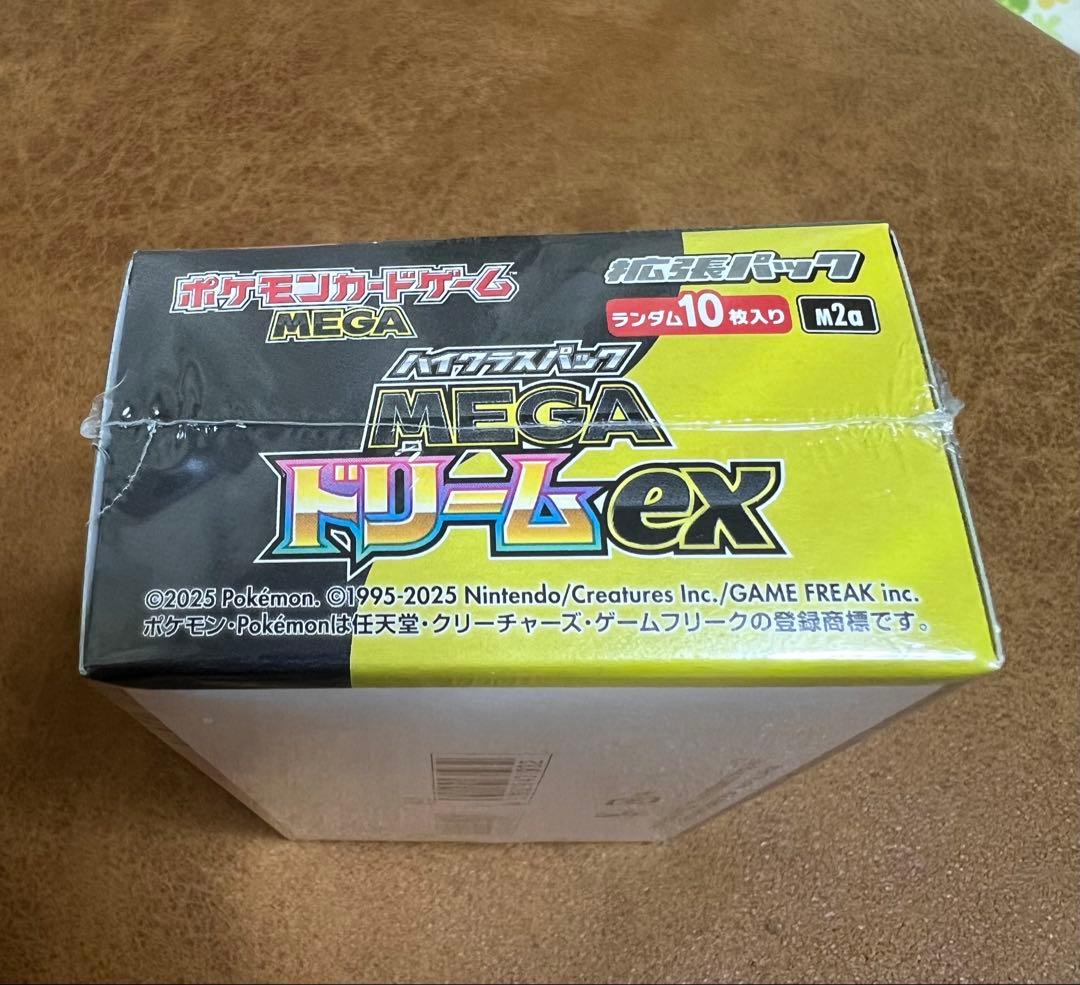 ポケモンカードゲーム
MEGA
拡張パック
ランダム10枚入り
M2a
ハイクラスパック
MEGA
ドリームex
©2025 Pokémon. ©1995-2025 Nintendo/Creatures Inc./GAME FREAK inc.
ポケモン・Pokémonは任天堂・クリーチャーズ・ゲームフリークの登録商標です。